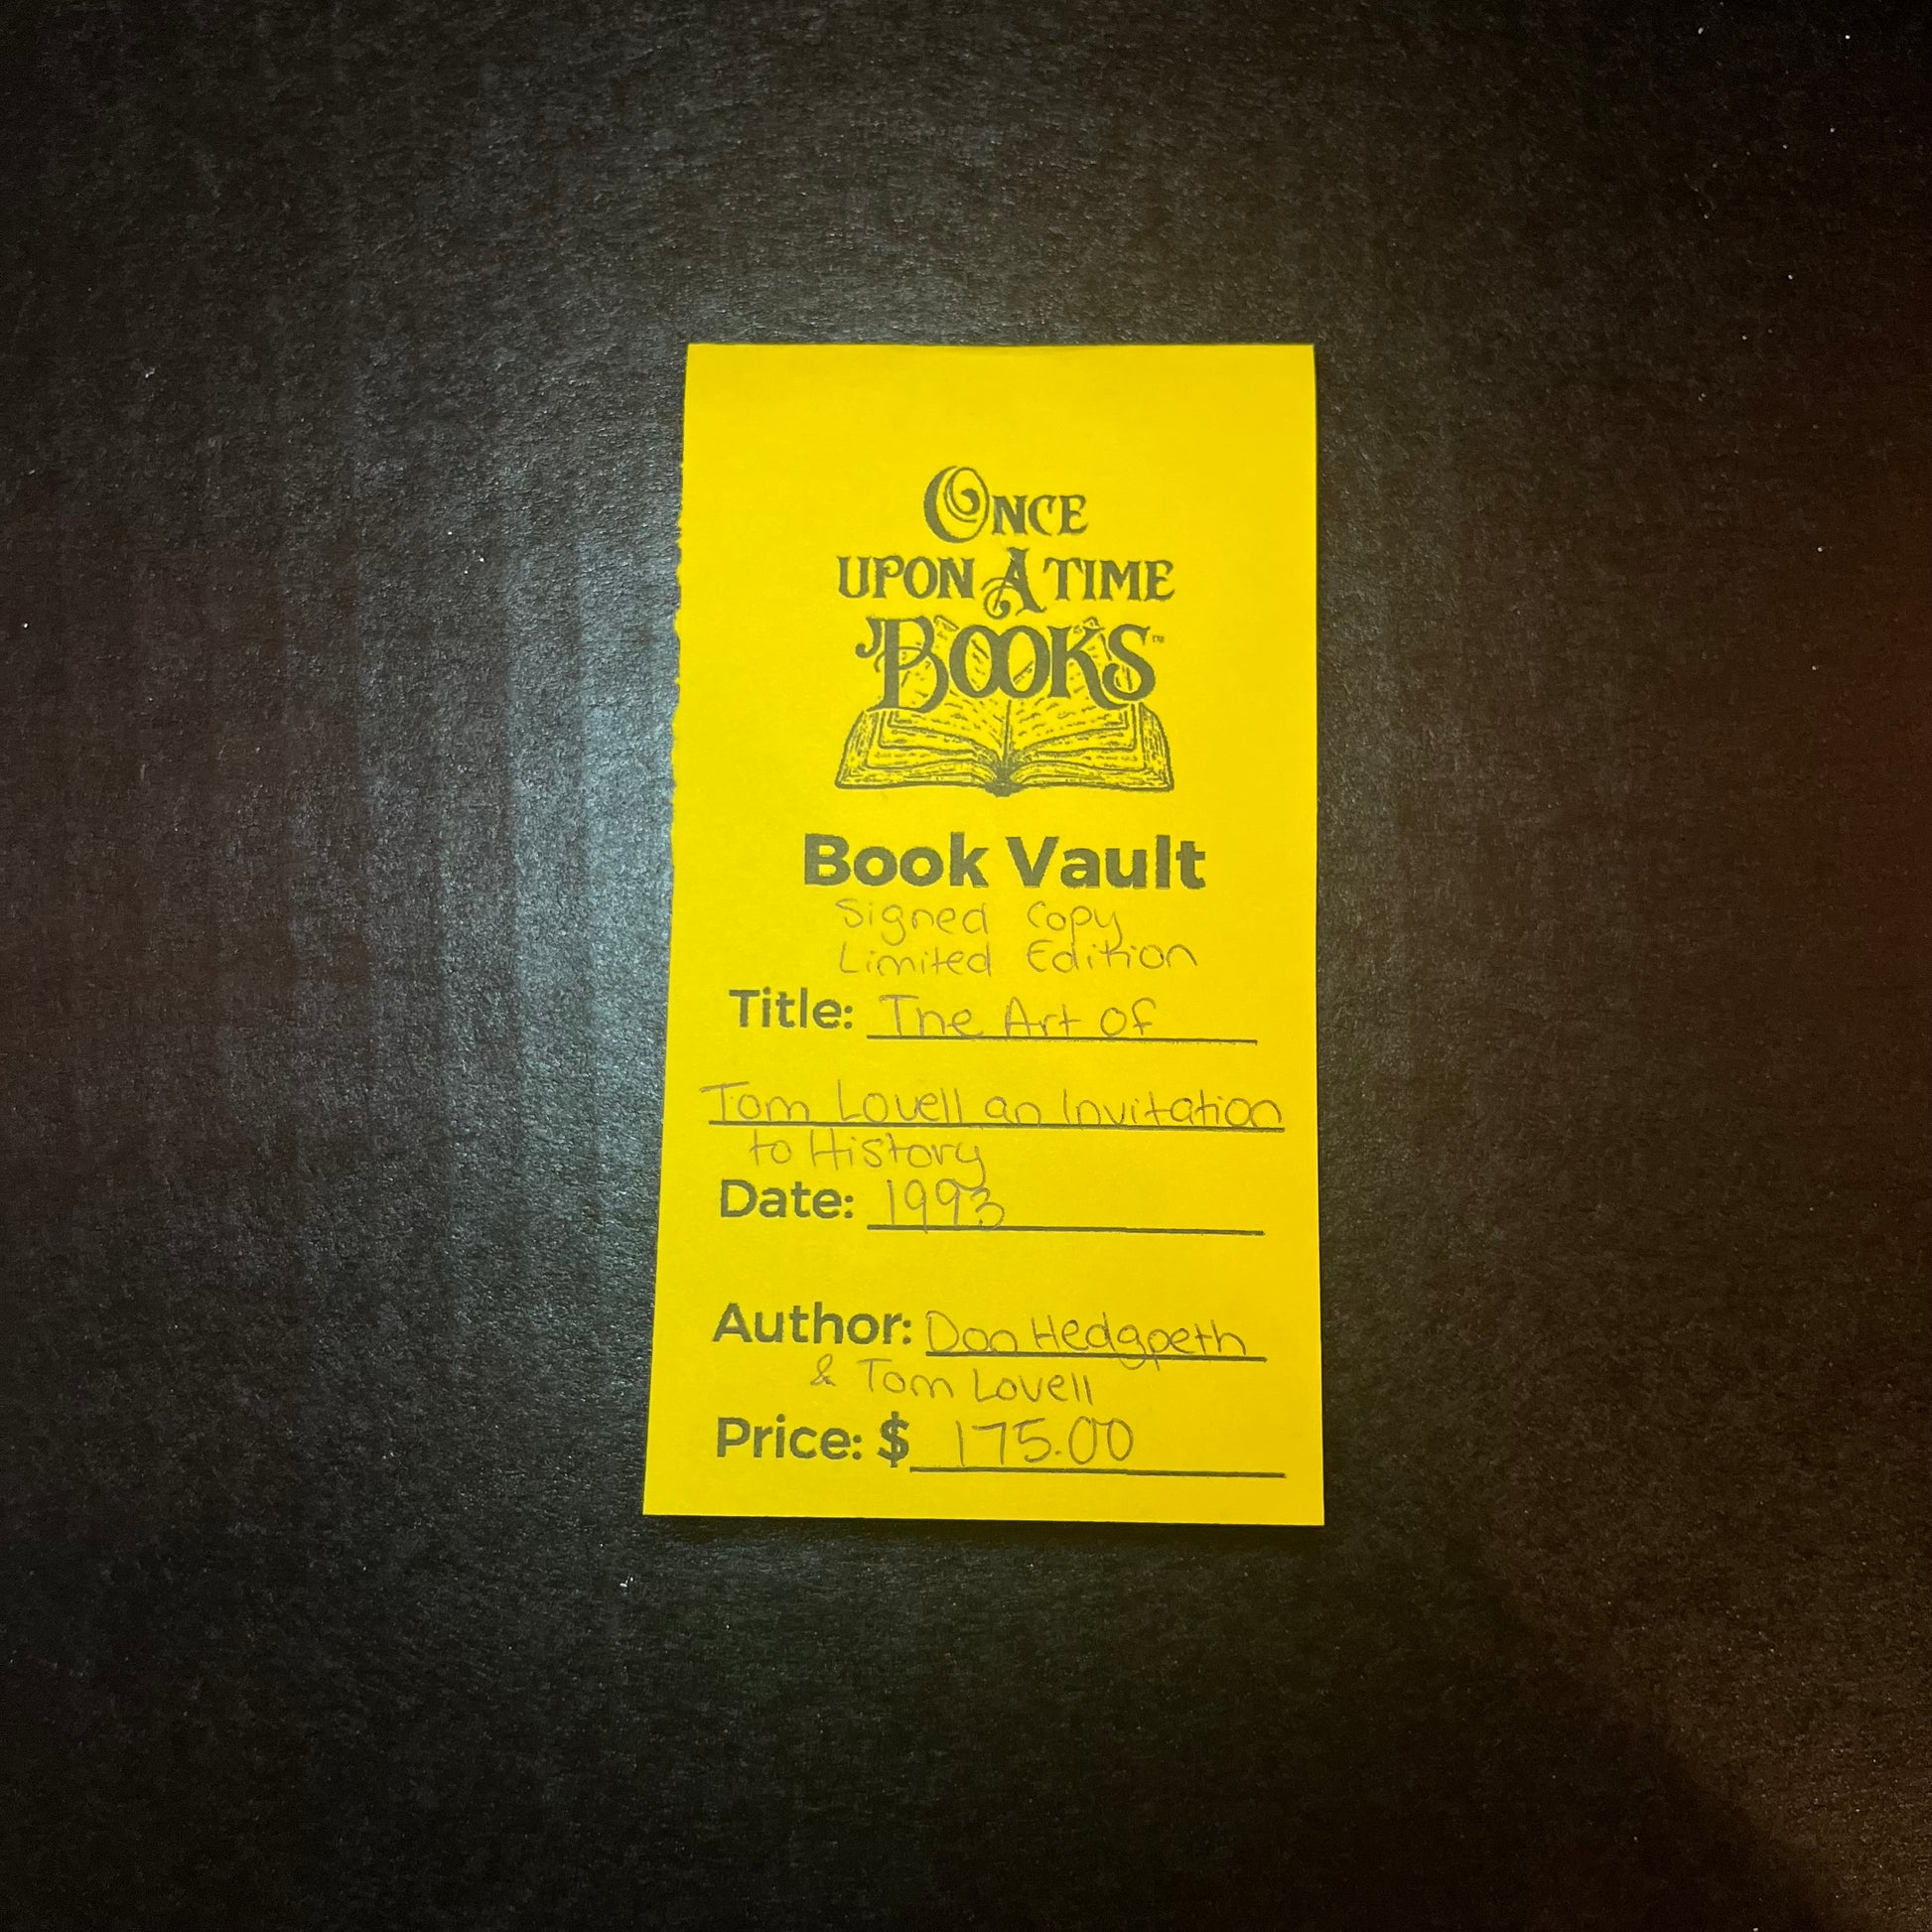 ONCE
UPON A TIME
BOOKS™
Book Vault
Signed Copy
Limited Edition
Title: The Art of
Tom Lovell an Invitation
to History
Date: 1993
Author: Don Hedgpeth
& Tom Lovell
Price: $ 175.00